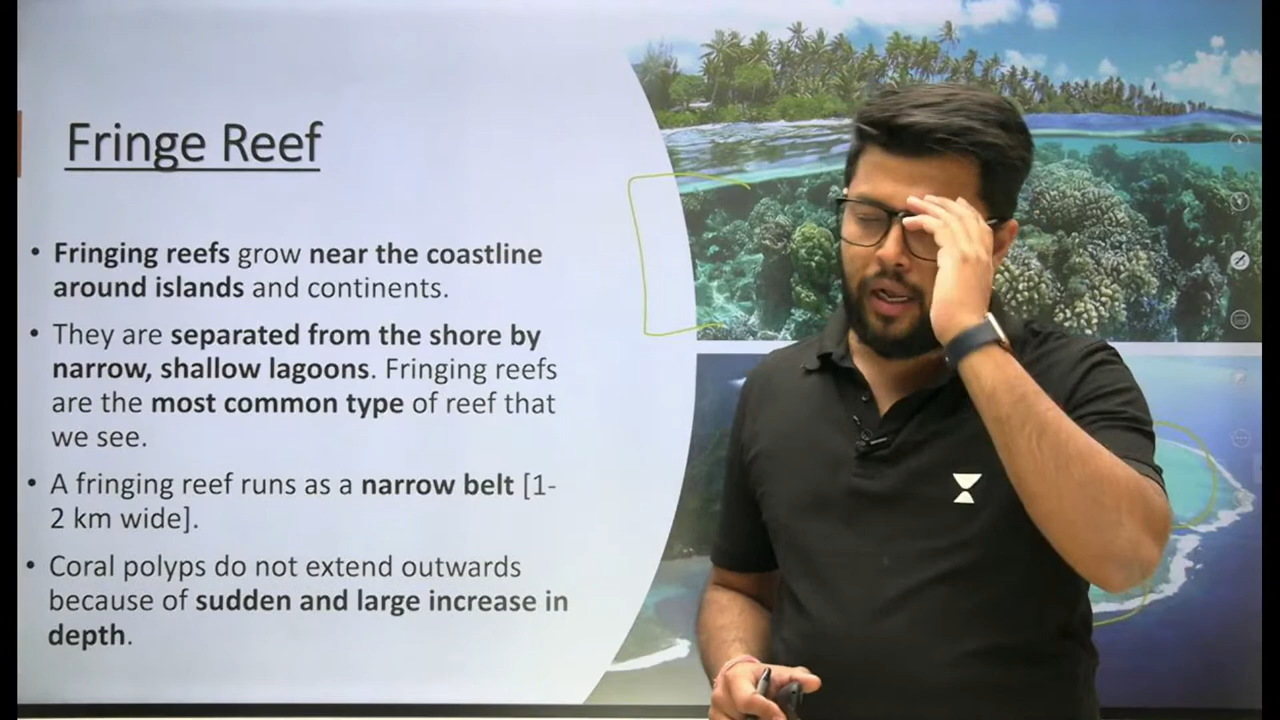 Fringe Reef
• Fringing reefs grow near the coastline
around islands and continents.
• They are separated from the shore by
narrow, shallow lagoons. Fringing reefs
are the most common type of reef that
we see.
• A fringing reef runs as a narrow belt [1-
2 km wide].
• Coral polyps do not extend outwards
because of sudden and large increase in
depth.